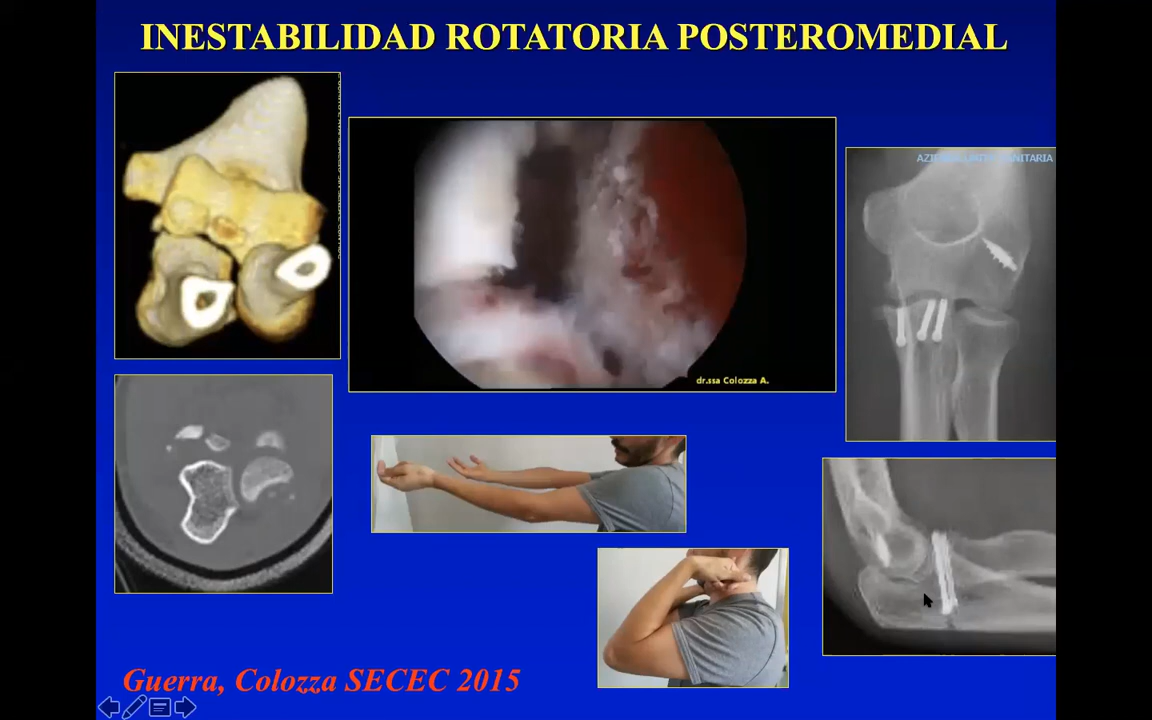 INESTABILIDAD ROTATORIA POSTEROMEDIAL
dr.ssa Colozza A.
Guerra, Colozza SECEC 2015